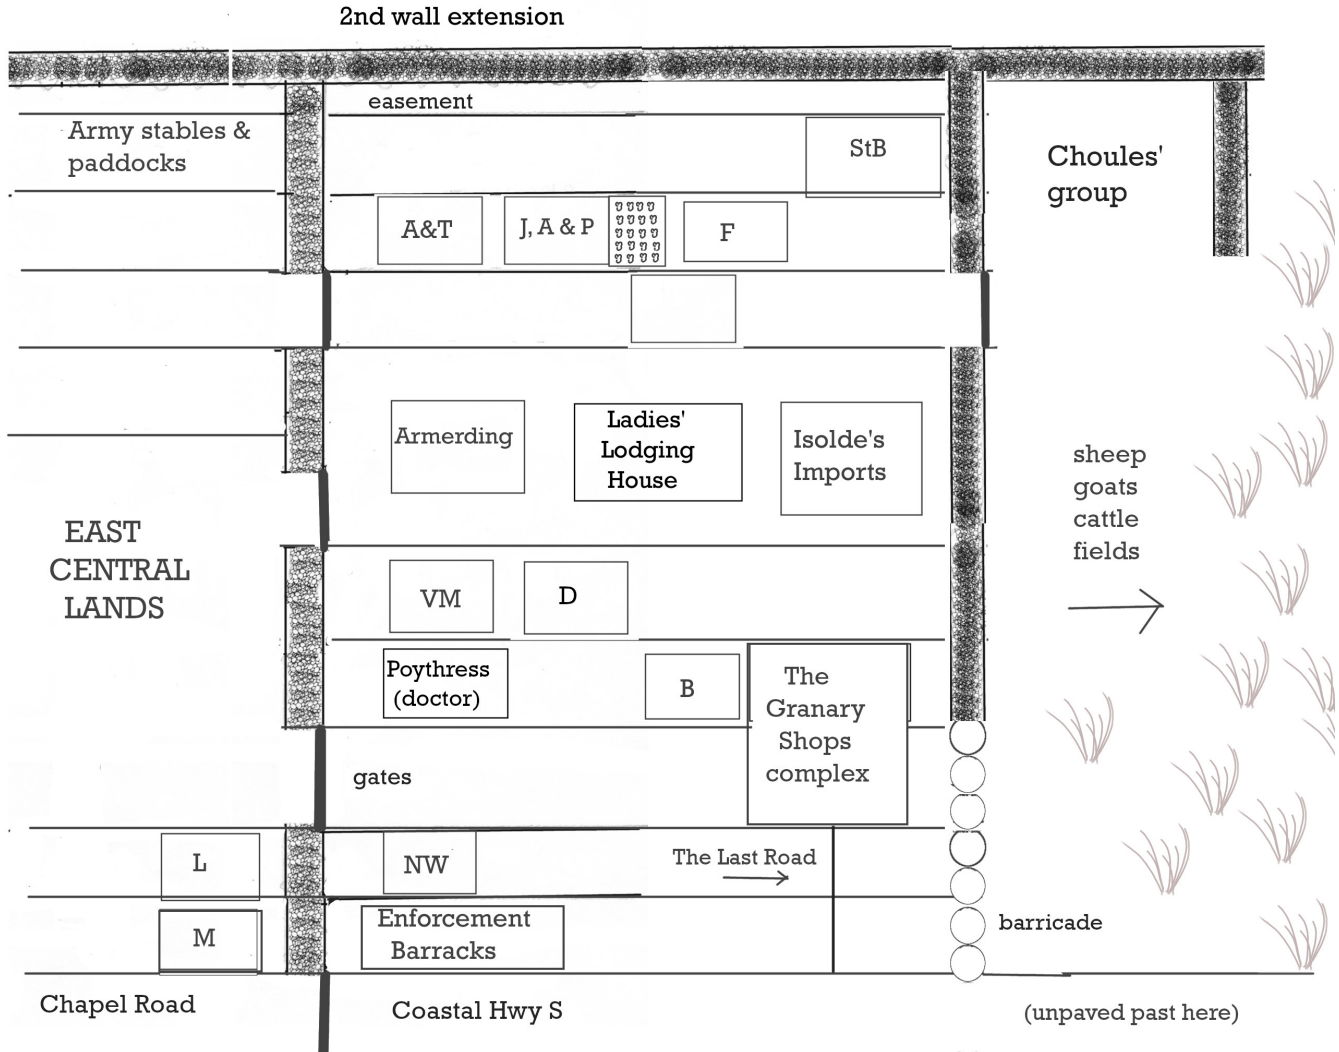 2nd wall extension
easement
Army stables &
paddocks
StB
Choules'
group
A&T
J, A & P
F
Armerding
Ladies'
Lodging
House
Isolde's
Imports
sheep
goats
cattle
fields
EAST
CENTRAL
LANDS
VM
D
Poythress
(doctor)
B
The
Granary
Shops
complex
gates
L
NW
The Last Road
M
Enforcement
Barracks
barricade
Chapel Road
Coastal Hwy S
(unpaved past here)